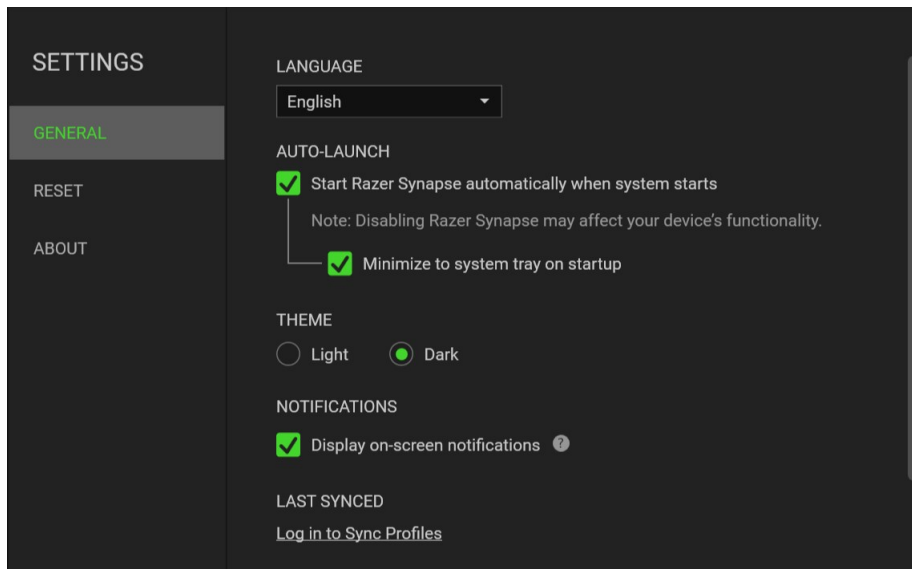 SETTINGS
GENERAL
RESET
ABOUT
LANGUAGE
English
AUTO-LAUNCH
Start Razer Synapse automatically when system starts
Note: Disabling Razer Synapse may affect your device’s functionality.
Minimize to system tray on startup
THEME
Light
Dark
NOTIFICATIONS
Display on-screen notifications ?
LAST SYNCED
Log in to Sync Profiles